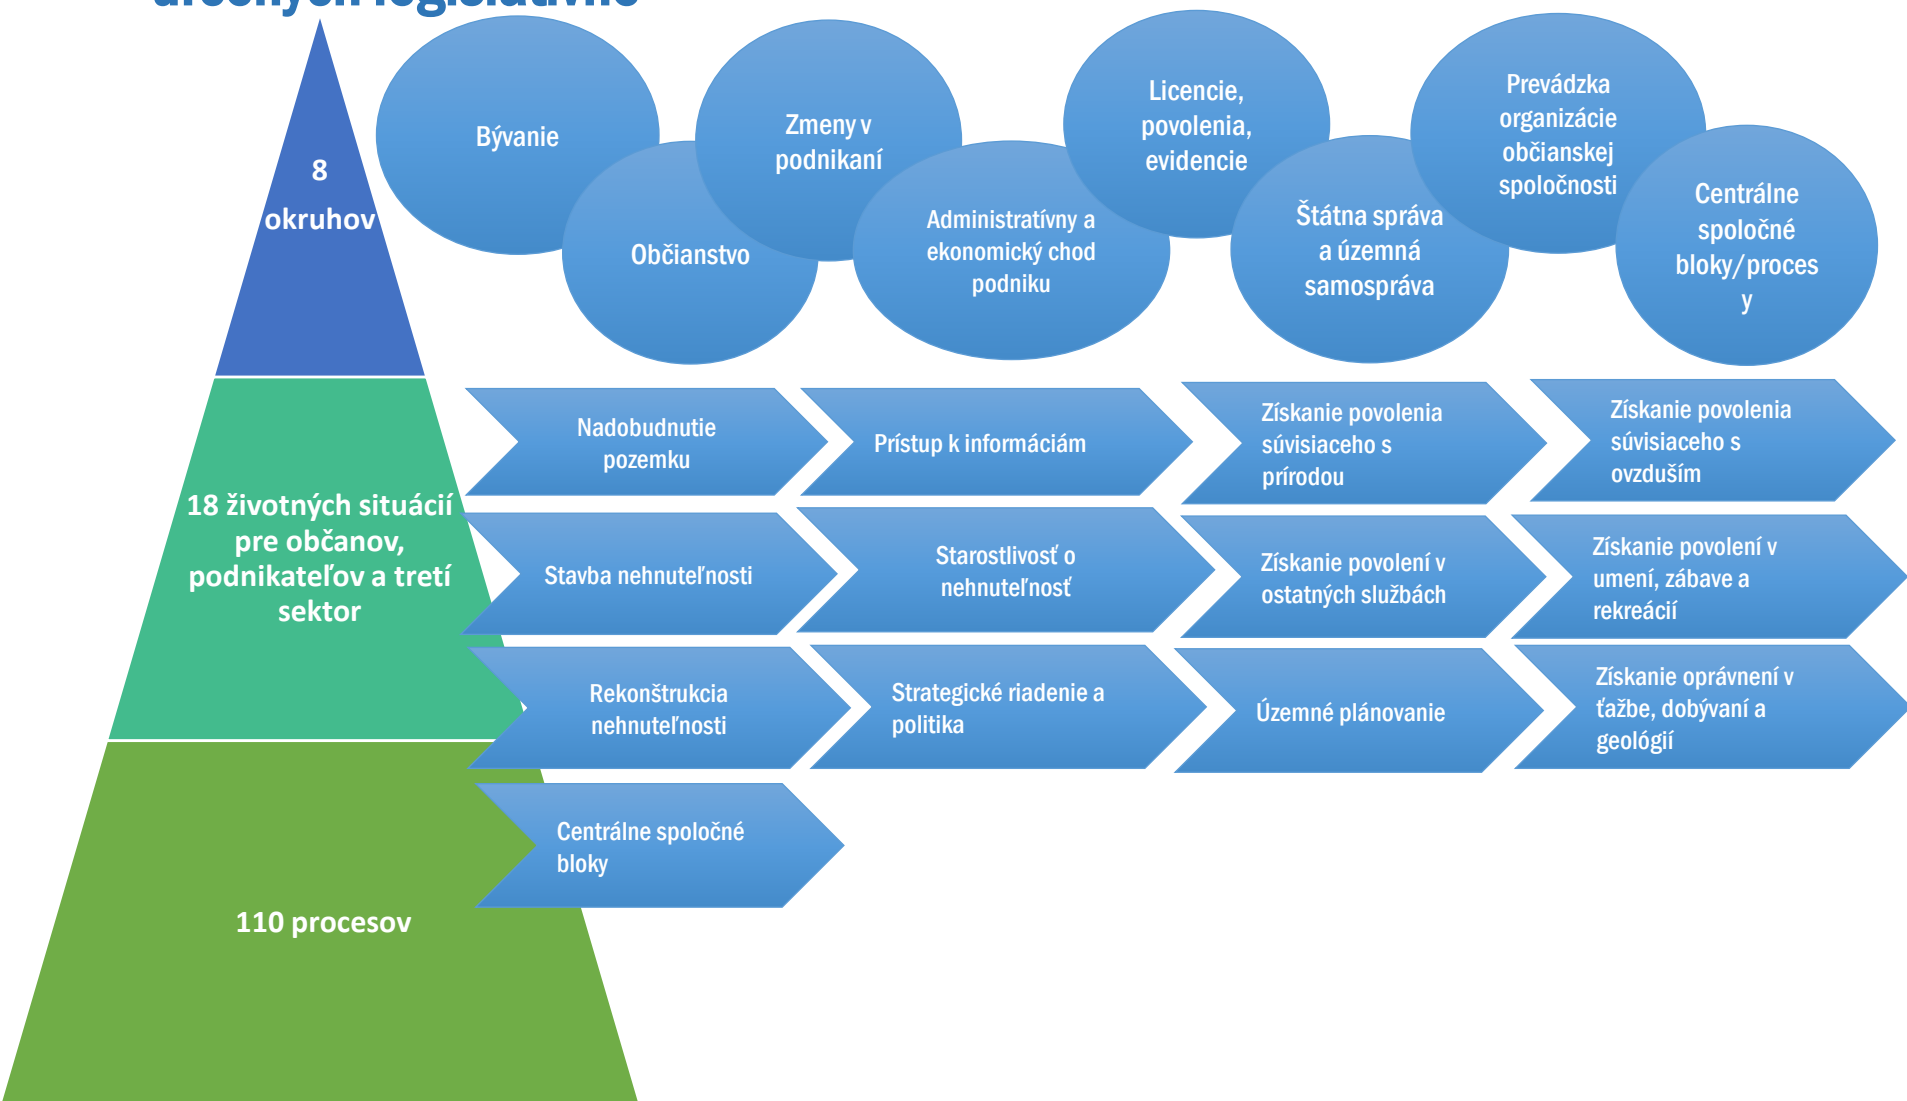 určených legislatívne
8
okruhov
Bývanie
Občianstvo
Zmeny v
podnikaní
Administratívny a
ekonomický chod
podniku
Licencie,
povolenia,
evidencie
Štátna správa
a územná
samospráva
Prevádzka
organizácie
občianskej
spoločnosti
Centrálne
spoločné
bloky/proces
y
18 životných situácií
pre občanov,
podnikateľov a tretí
sektor
Nadobudnutie
pozemku
Prístup k informáciám
Získanie povolenia
súvisiaceho s
prírodou
Získanie povolenia
súvisiaceho s
ovzduším
Stavba nehnuteľnosti
Starostlivosť o
nehnuteľnosť
Získanie povolení v
ostatných službách
Získanie povolení v
umení, zábave a
rekreácií
Rekonštrukcia
nehnuteľnosti
Strategické riadenie a
politika
Územné plánovanie
Získanie oprávnení v
ťažbe, dobývaní a
geológií
Centrálne spoločné
bloky
110 procesov